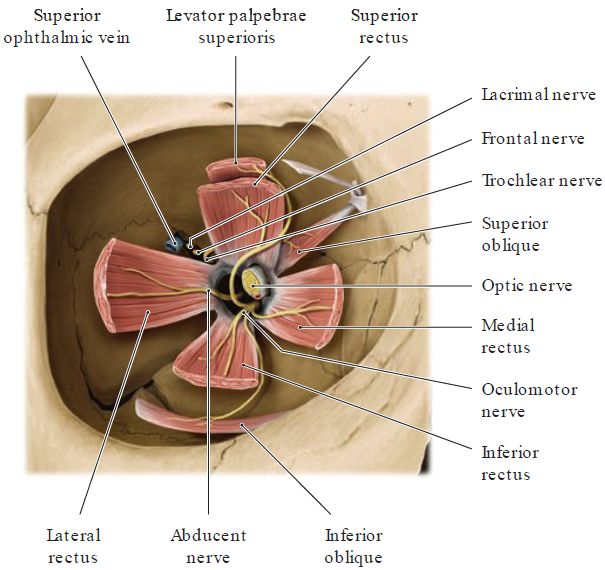 Superior
ophthalmic vein
Levator palpebrae
superioris
Superior
rectus
Lacrimal nerve
Frontal nerve
Trochlear nerve
Superior
oblique
Optic nerve
Medial
rectus
Oculomotor
nerve
Inferior
rectus
Lateral
rectus
Abducent
nerve
Inferior
oblique